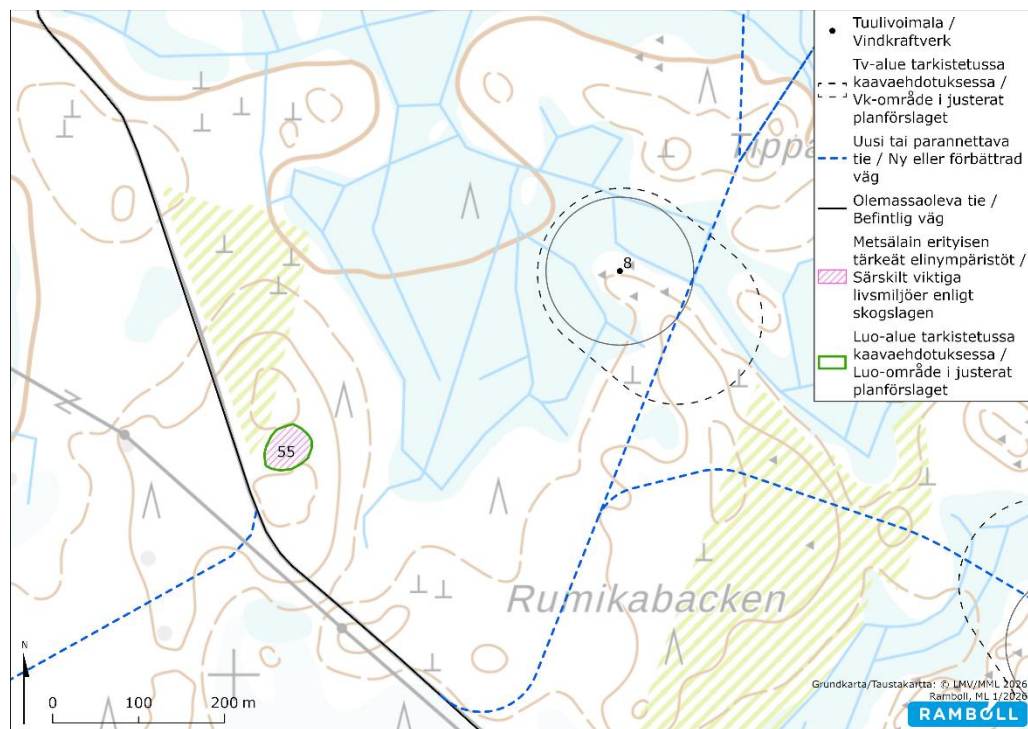 Tuulivoimala /
Vindkraftverk
Tv-alue tarkistetussa
kaavaehdotuksessa /
Vk-område i justerat
planförslaget
Uusi tai parannettava
tie / Ny eller förbättrad
väg
Olemassaoleva tie /
Befintlig väg
Metsälain erityisen
tärkeät elinympäristöt /
Särskilt viktiga
livsmiljöer enligt
skogslagen
Luo-alue tarkistetussa
kaavaehdotuksessa /
Luo-område i justerat
planförslaget
Tippa
8
55
Rumikabacken
N
0 100 200 m
Grundkarta/Taustakartta: © LMV/MML 2026
Ramboll, ML 1/2026
RAMBOLL